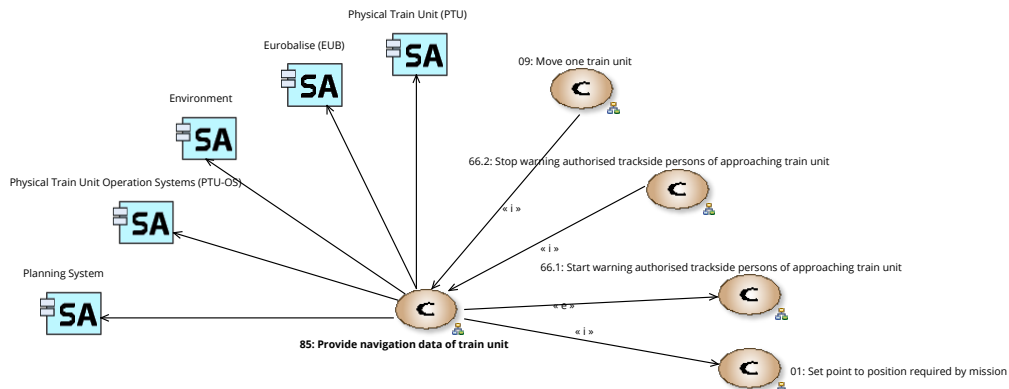 Physical Train Unit (PTU)
SA
Eurobalise (EUB)
SA
09: Move one train unit
C
Environment
SA
66.2: Stop warning authorised trackside persons of approaching train unit
C
Physical Train Unit Operation Systems (PTU-OS)
SA
« i »
« i »
Planning System
SA
66.1: Start warning authorised trackside persons of approaching train unit
C
C
« e »
« i »
85: Provide navigation data of train unit
C
01: Set point to position required by mission